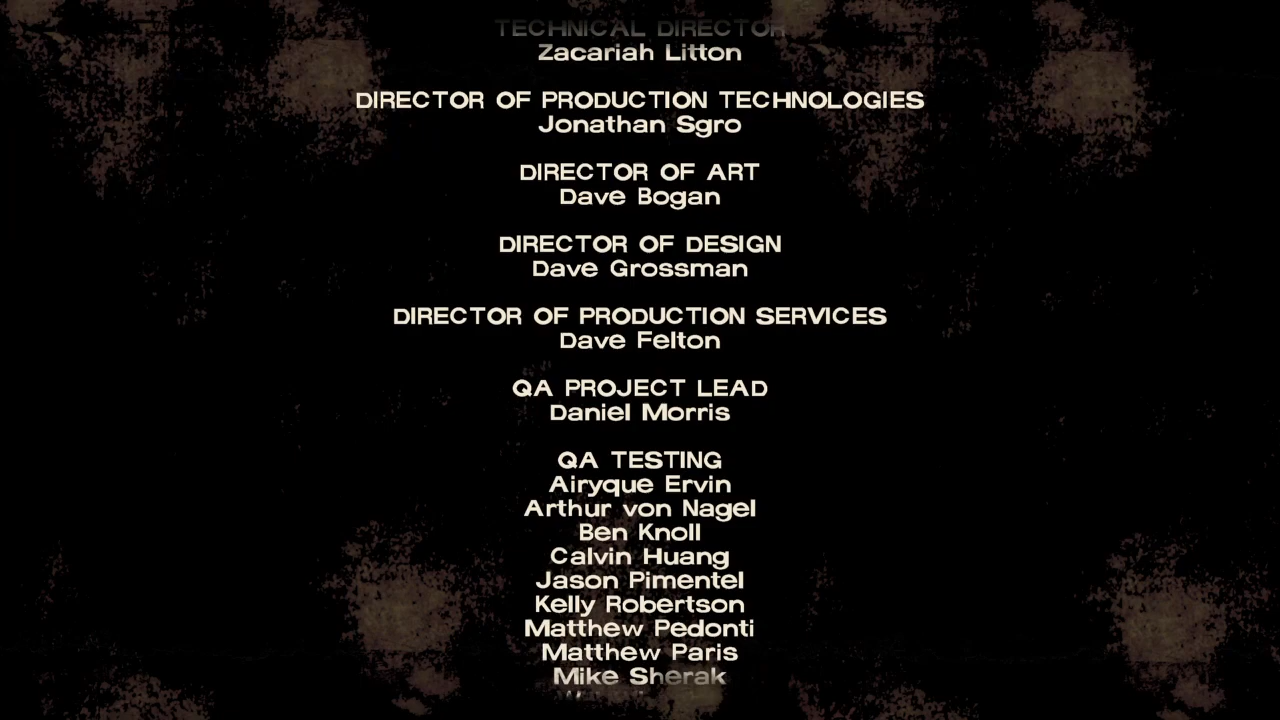 TECHNICAL DIRECTOR
Zacariah Litton
DIRECTOR OF PRODUCTION TECHNOLOGIES
Jonathan Sgro
DIRECTOR OF ART
Dave Bogan
DIRECTOR OF DESIGN
Dave Grossman
DIRECTOR OF PRODUCTION SERVICES
Dave Felton
QA PROJECT LEAD
Daniel Morris
QA TESTING
Airyque Ervin
Arthur von Nagel
Ben Knoll
Calvin Huang
Jason Pimentel
Kelly Robertson
Matthew Pedonti
Matthew Paris
Mike Sherak